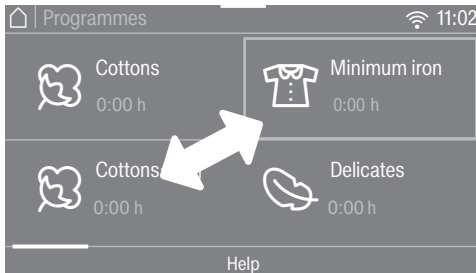 Programmes
11:02
Cottons
0:00 h
Minimum iron
0:00 h
Cottons
0:00 h
Delicates
0:00 h
Help